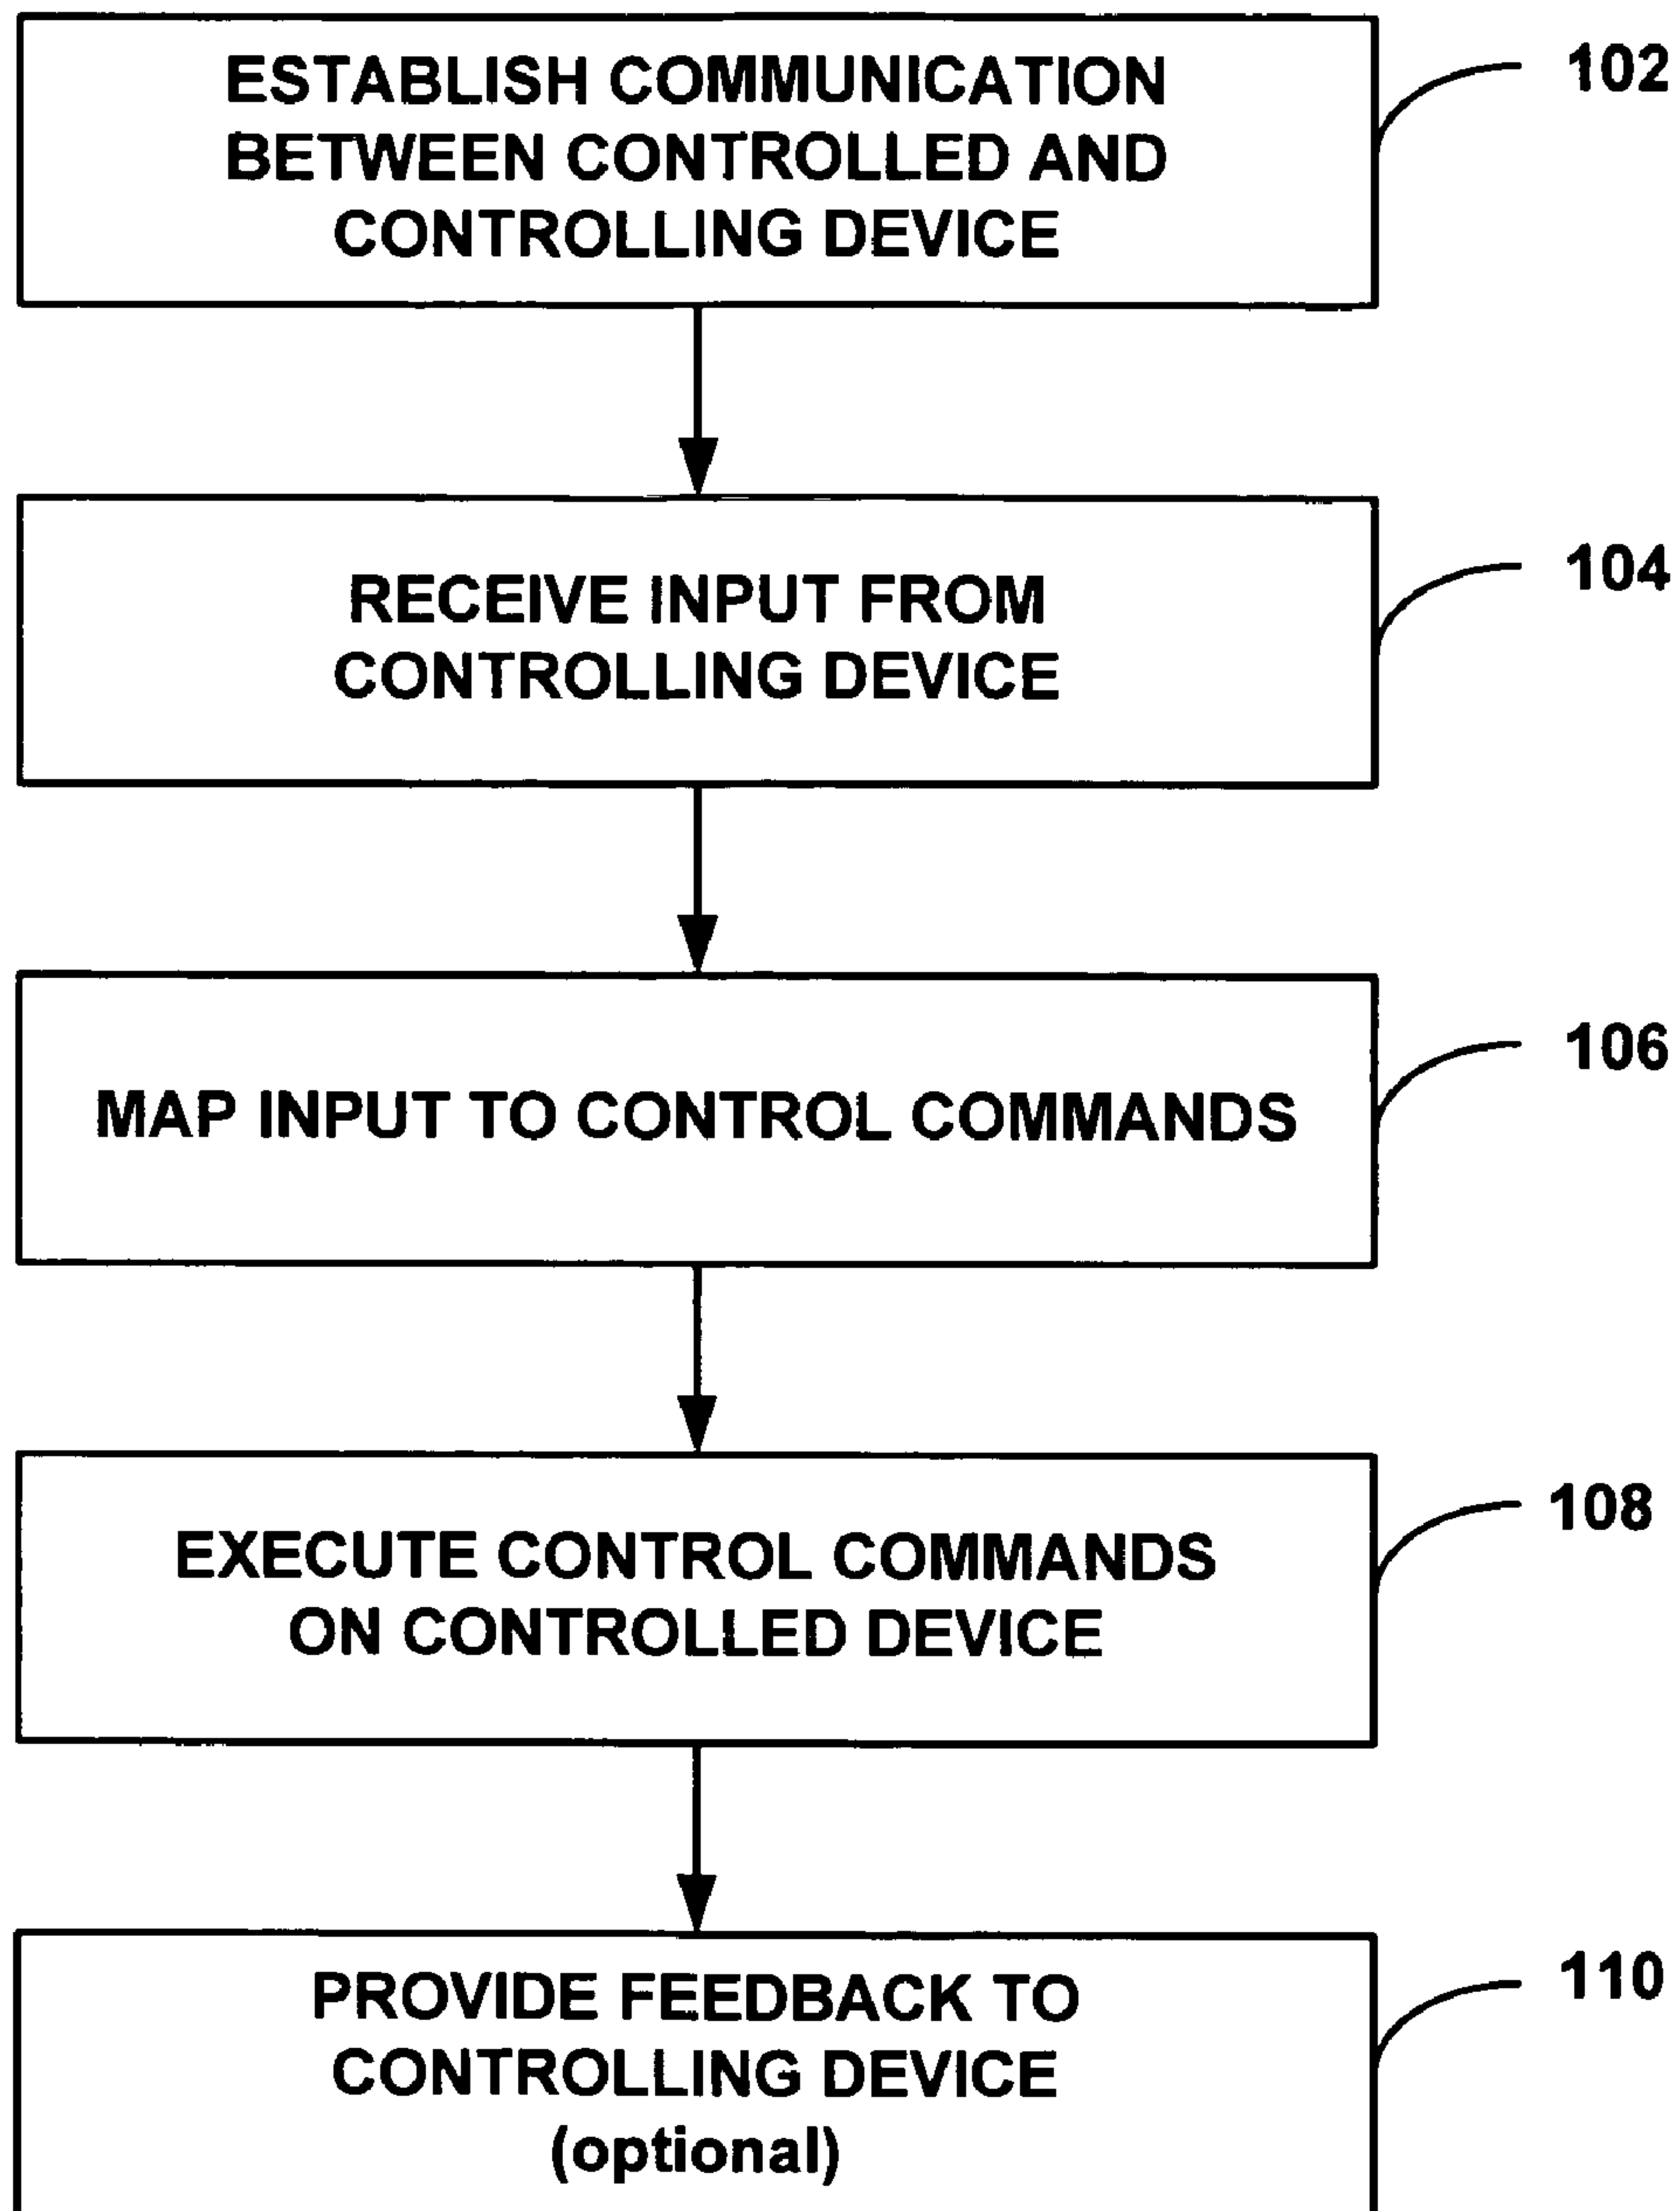 ESTABLISH COMMUNICATION
BETWEEN CONTROLLED AND
CONTROLLING DEVICE
102
RECEIVE INPUT FROM
CONTROLLING DEVICE
104
MAP INPUT TO CONTROL COMMANDS
106
EXECUTE CONTROL COMMANDS
ON CONTROLLED DEVICE
108
PROVIDE FEEDBACK TO
CONTROLLING DEVICE
(optional)
110